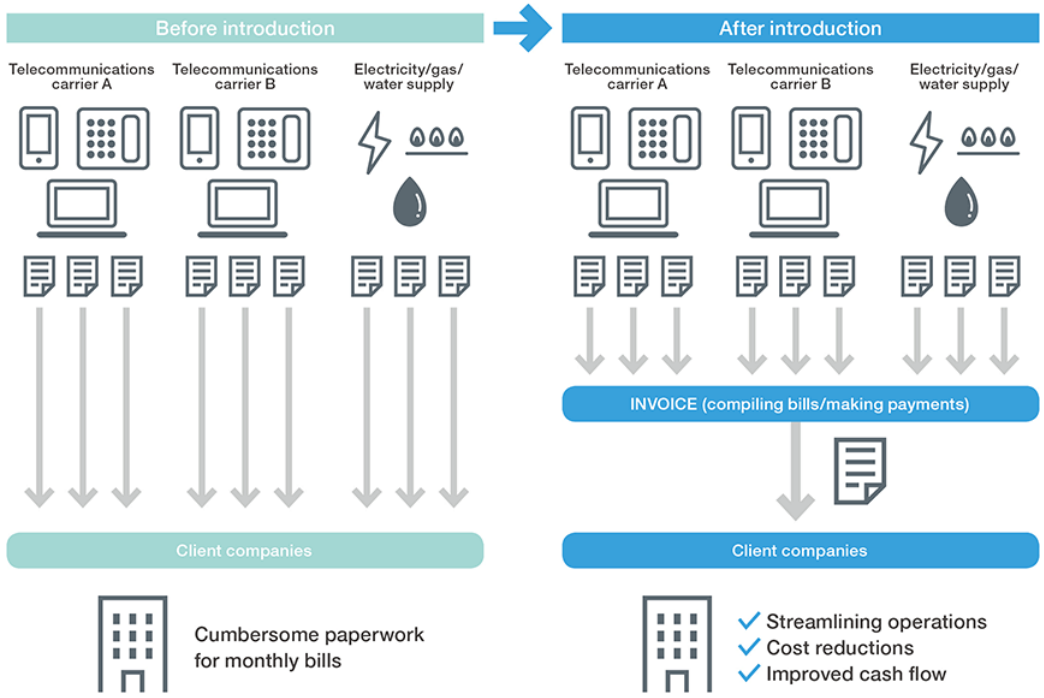 Before introduction
Telecommunications
carrier A
Telecommunications
carrier B
Electricity/gas/
water supply
Client companies
Cumbersome paperwork
for monthly bills
After introduction
Telecommunications
carrier A
Telecommunications
carrier B
Electricity/gas/
water supply
INVOICE (compiling bills/making payments)
Client companies
Streamlining operations
Cost reductions
Improved cash flow